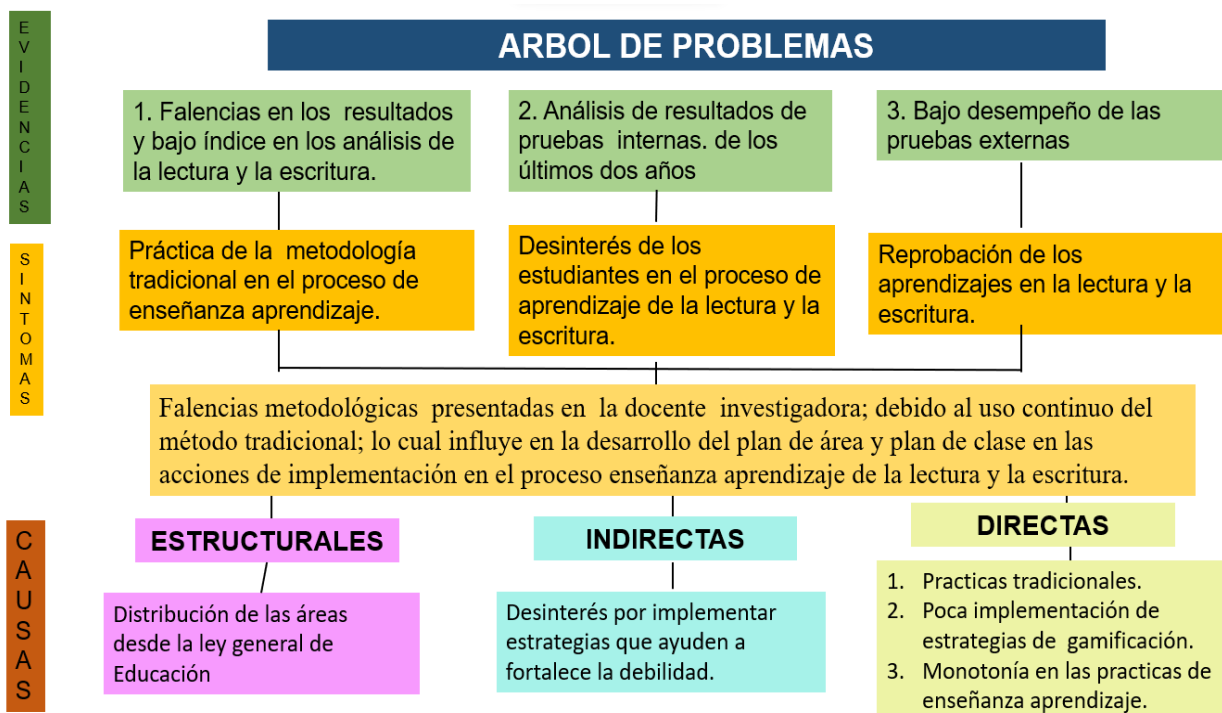 EVIDENCIAS
ARBOL DE PROBLEMAS
1. Falencias en los resultados
y bajo índice en los análisis de
la lectura y la escritura.
2. Análisis de resultados de
pruebas internas. de los
últimos dos años
3. Bajo desempeño de las
pruebas externas
SINTOMAS
Práctica de la metodología
tradicional en el proceso de
enseñanza aprendizaje.
Desinterés de los
estudiantes en el proceso de
aprendizaje de la lectura y la
escritura.
Reprobación de los
aprendizajes en la lectura y la
escritura.
Falencias metodológicas presentadas en la docente investigadora; debido al uso continuo del
método tradicional; lo cual influye en la desarrollo del plan de área y plan de clase en las
acciones de implementación en el proceso enseñanza aprendizaje de la lectura y la escritura.
CAUSAS
ESTRUCTURALES
Distribución de las áreas
desde la ley general de
Educación
INDIRECTAS
Desinterés por implementar
estrategias que ayuden a
fortalece la debilidad.
DIRECTAS
1. Practicas tradicionales.
2. Poca implementación de
estrategias de gamificación.
3. Monotonía en las practicas de
enseñanza aprendizaje.